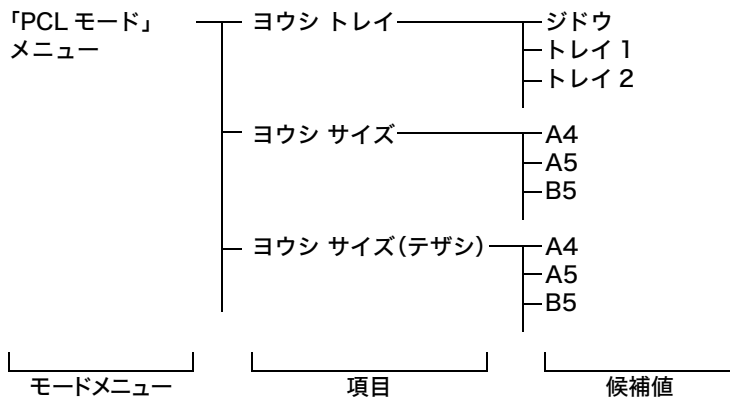 「PCL モード」
メニュー
ヨウシ トレイ
ジドウ
トレイ 1
トレイ 2
ヨウシ サイズ
A4
A5
B5
ヨウシ サイズ(テザシ)
A4
A5
B5
モードメニュー
項目
候補値